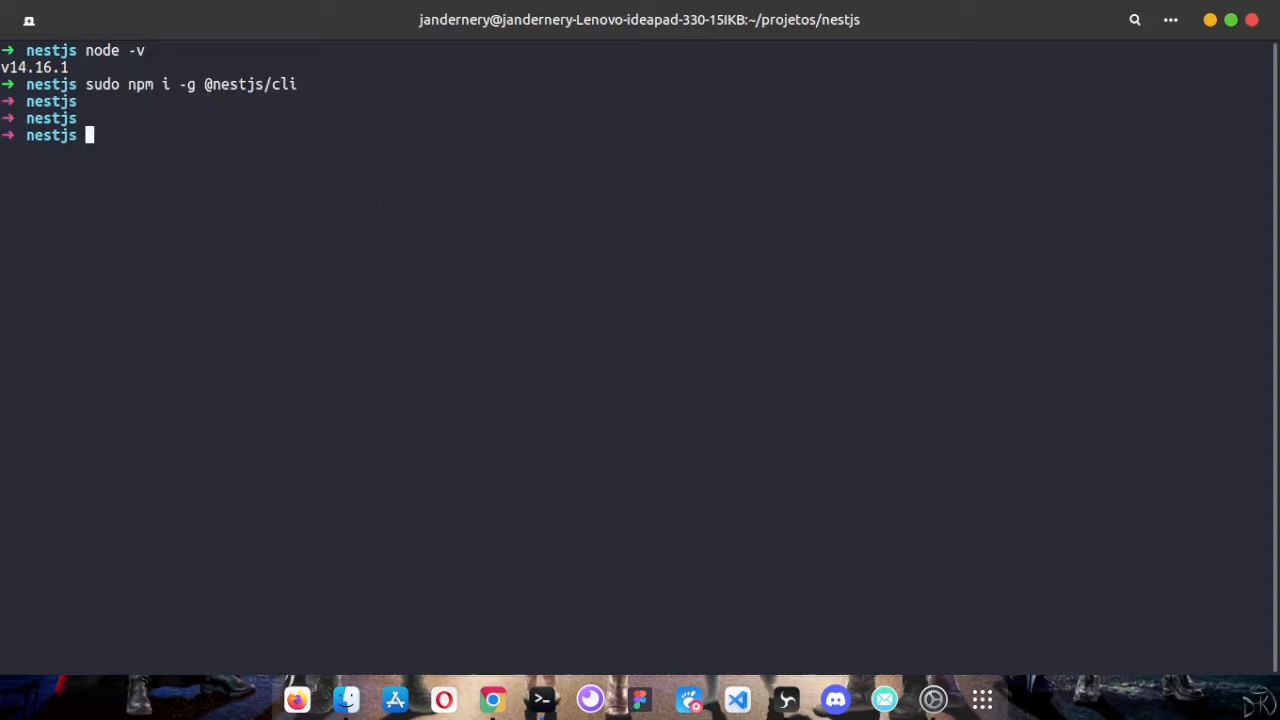 jandernery@jandernery-Lenovo-ideapad-330-15IKB:~/projetos/nestjs
➜ nestjs node -v
v14.16.1
➜ nestjs sudo npm i -g @nestjs/cli
➜ nestjs
➜ nestjs
➜ nestjs